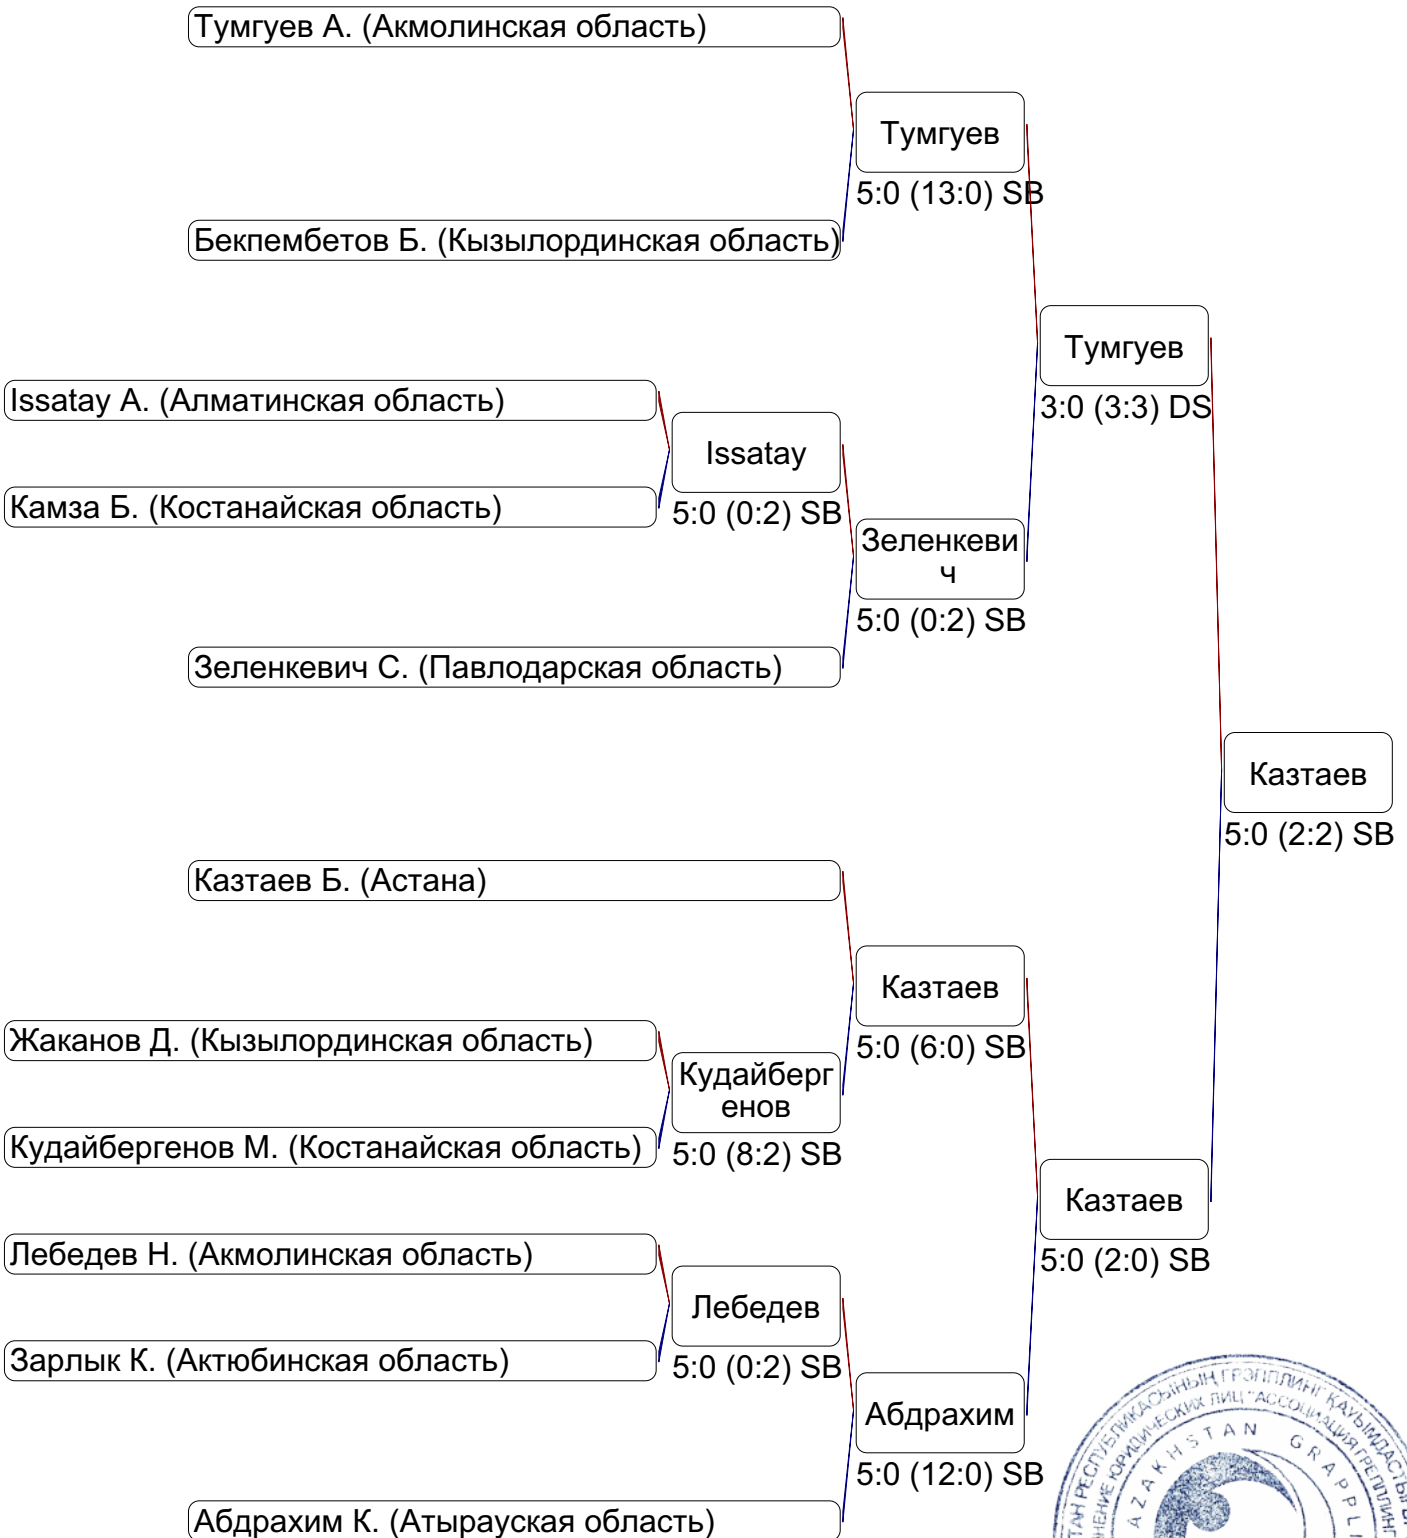 Тумгуев А. (Акмолинская область)
Тумгуев
5:0 (13:0) SB
Бекпембетов Б. (Кызылординская область)
Тумгуев
3:0 (3:3) DS
Issatay А. (Алматинская область)
Issatay
5:0 (0:2) SB
Камза Б. (Костанайская область)
Зеленкеви
ч
5:0 (0:2) SB
Зеленкевич С. (Павлодарская область)
Казтаев
5:0 (2:2) SB
Казтаев Б. (Астана)
Казтаев
5:0 (6:0) SB
Жаканов Д. (Кызылординская область)
Кудайберг
енов
5:0 (8:2) SB
Кудайбергенов М. (Костанайская область)
Казтаев
5:0 (2:0) SB
Лебедев Н. (Акмолинская область)
Лебедев
5:0 (0:2) SB
Зарлык К. (Актюбинская область)
Абдрахим
5:0 (12:0) SB
Абдрахим К. (Атырауская область)
ГРЭППЛИНГ
ЮРИДИЧЕСКИХ ЛИЦ "АССОЦИАЦИЯ